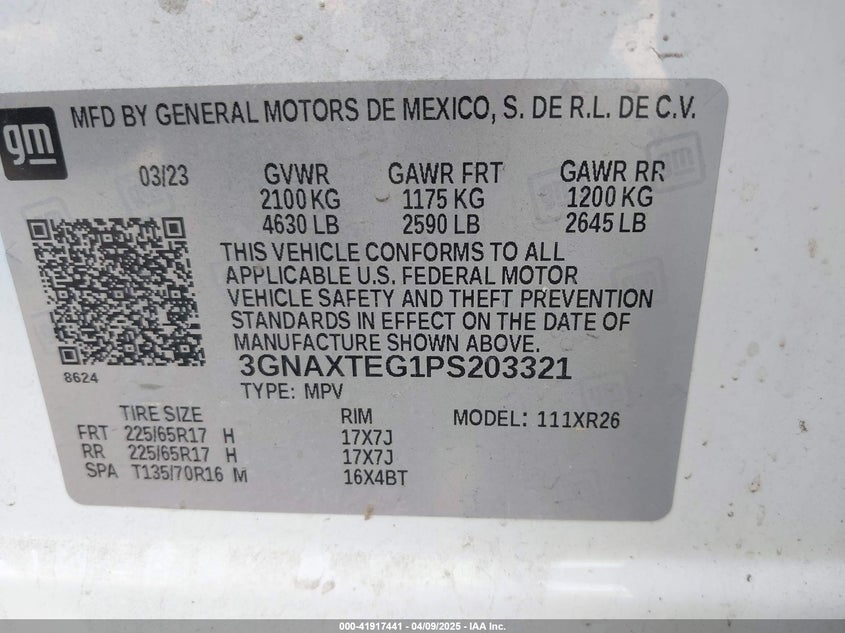 gm
MFD BY GENERAL MOTORS DE MEXICO, S. DE R.L. DE C.V.
03/23 GVWR GAWR FRT GAWR RR
2100 KG 1175 KG 1200 KG
4630 LB 2590 LB 2645 LB
THIS VEHICLE CONFORMS TO ALL
APPLICABLE U.S. FEDERAL MOTOR
VEHICLE SAFETY AND THEFT PREVENTION
STANDARDS IN EFFECT ON THE DATE OF
MANUFACTURE SHOWN ABOVE.
8624
3GNAXTEG1PS203321
TYPE: MPV
TIRE SIZE RIM MODEL: 111XR26
FRT 225/65R17 H 17X7J
RR 225/65R17 H 17X7J
SPA T135/70R16 M 16X4BT
000-41917441 | 04/09/2025 | IAA Inc.